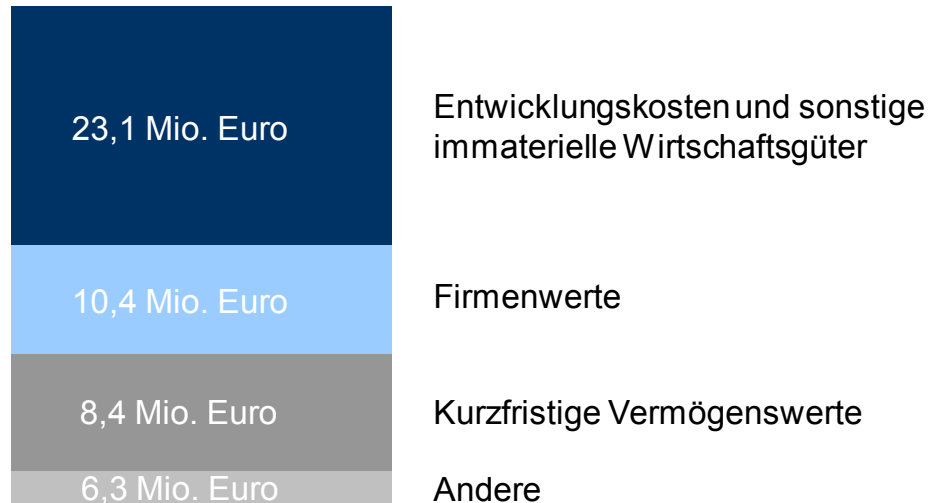 23,1 Mio. Euro
Entwicklungskosten und sonstige
immaterielle Wirtschaftsgüter
10,4 Mio. Euro
Firmenwerte
8,4 Mio. Euro
Kurzfristige Vermögenswerte
6,3 Mio. Euro
Andere